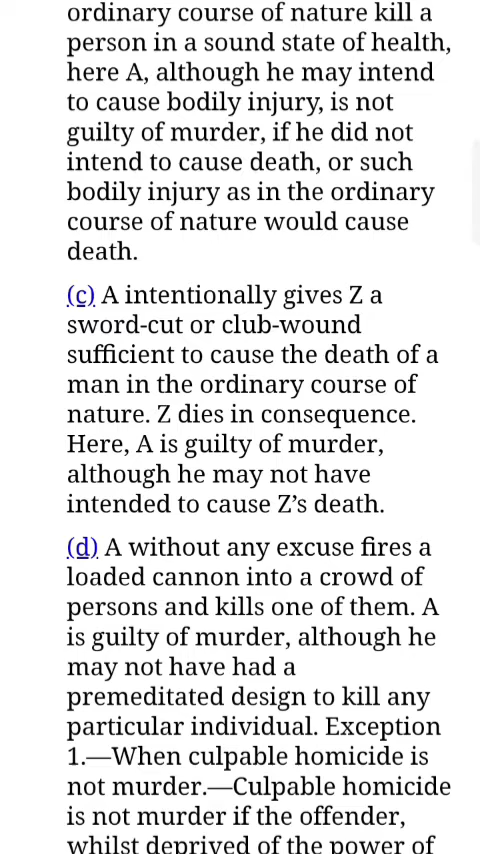 ordinary course of nature kill a
person in a sound state of health,
here A, although he may intend
to cause bodily injury, is not
guilty of murder, if he did not
intend to cause death, or such
bodily injury as in the ordinary
course of nature would cause
death.
(c) A intentionally gives Z a
sword-cut or club-wound
sufficient to cause the death of a
man in the ordinary course of
nature. Z dies in consequence.
Here, A is guilty of murder,
although he may not have
intended to cause Z’s death.
(d) A without any excuse fires a
loaded cannon into a crowd of
persons and kills one of them. A
is guilty of murder, although he
may not have had a
premeditated design to kill any
particular individual. Exception
1.—When culpable homicide is
not murder.—Culpable homicide
is not murder if the offender,
whilst deprived of the power of